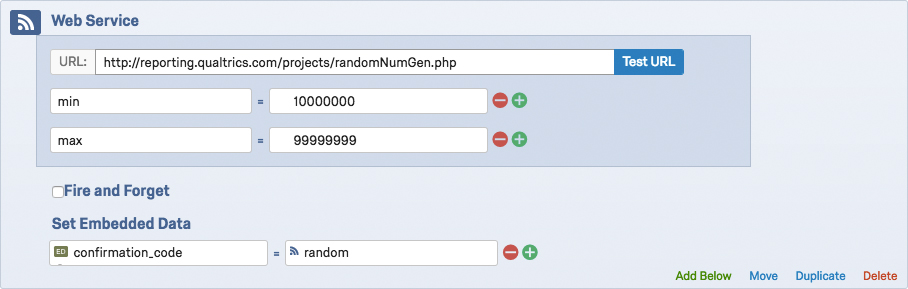 Web Service
URL: http://reporting.qualtrics.com/projects/randomNumGen.php Test URL
min = 10000000
max = 99999999
Fire and Forget
Set Embedded Data
ED confirmation_code = random
Add Below Move Duplicate Delete